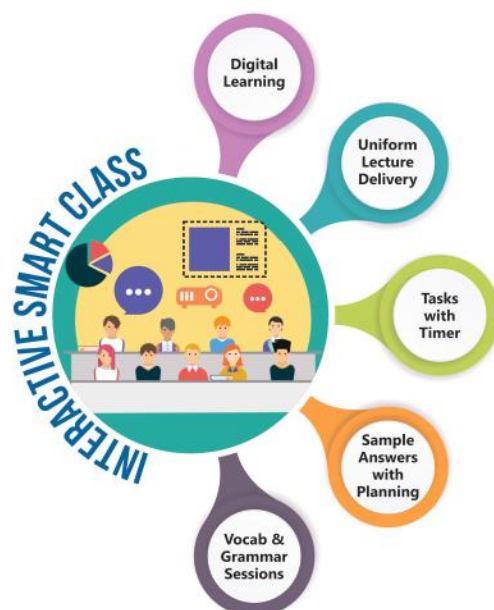 INTERACTIVE SMART CLASS
Digital
Learning
Uniform
Lecture
Delivery
Tasks
with
Timer
Sample
Answers
with
Planning
Vocab &
Grammar
Sessions